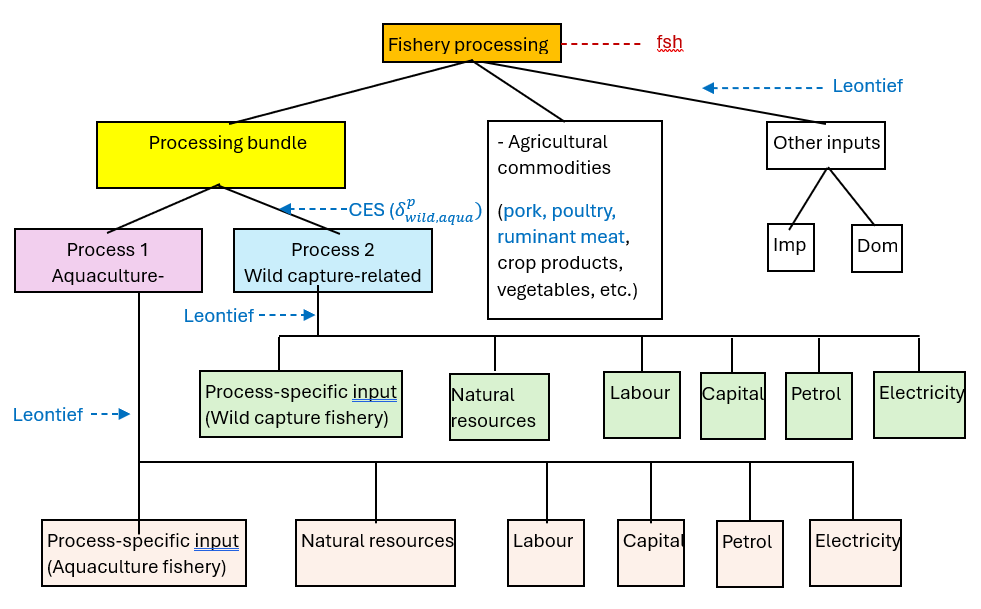 Fishery processing
fsh
Leontief
Processing bundle
- Agricultural
commodities
(pork, poultry,
ruminant meat,
crop products,
vegetables, etc.)
Other inputs
CES (δ^p_{wild,aqua})
Process 1
Aquaculture-
Process 2
Wild capture-related
Imp
Dom
Leontief
Process-specific input
(Wild capture fishery)
Natural
resources
Labour
Capital
Petrol
Electricity
Leontief
Process-specific input
(Aquaculture fishery)
Natural resources
Labour
Capital
Petrol
Electricity